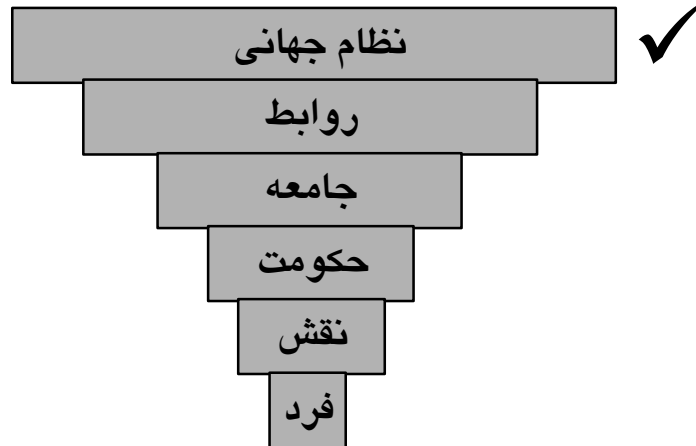 نظام جهانی
روابط
جامعه
حکومت
نقش
فرد